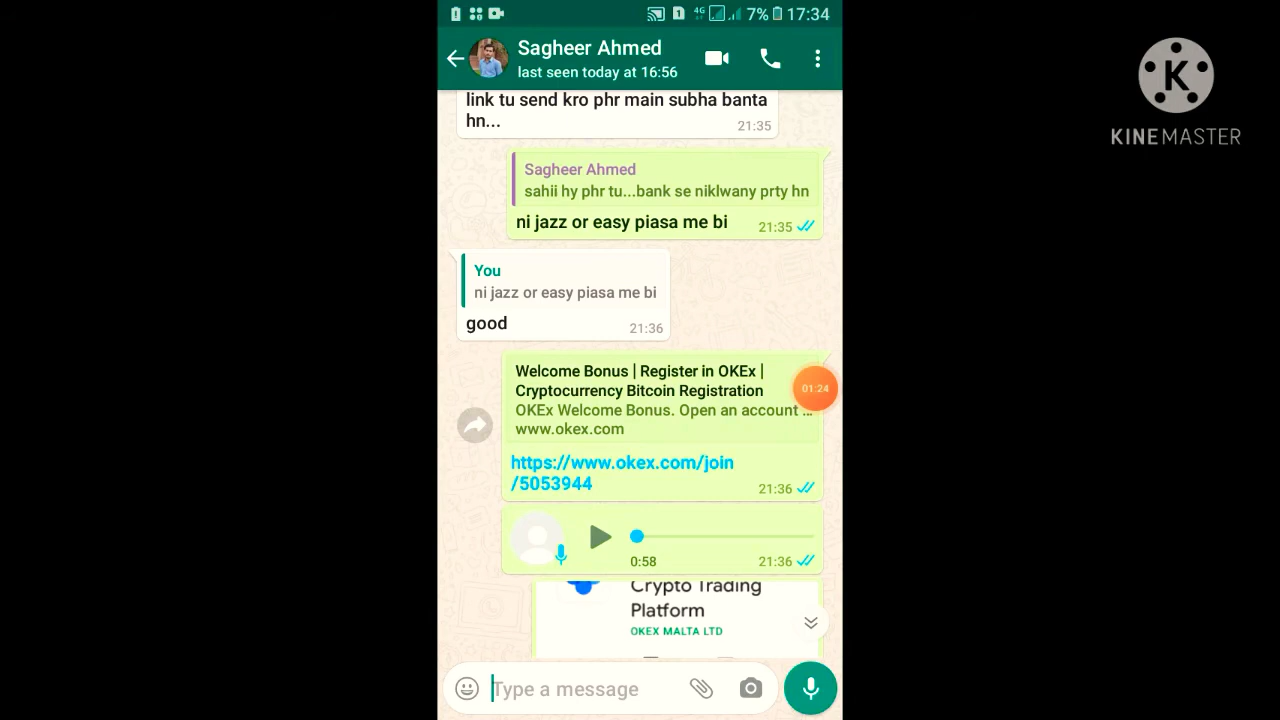 4G 7% 17:34
Sagheer Ahmed
last seen today at 16:56
link tu send kro phr main subha banta
hn...
21:35
Sagheer Ahmed
sahii hy phr tu...bank se niklwany prty hn
ni jazz or easy piasa me bi
21:35
You
ni jazz or easy piasa me bi
good
21:36
Welcome Bonus | Register in OKEx |
Cryptocurrency Bitcoin Registration
OKEx Welcome Bonus. Open an account ...
www.okex.com
https://www.okex.com/join
/5053944
21:36
01:24
0:58
21:36
Crypto Trading
Platform
OKEX MALTA LTD
Type a message
K
KINEMASTER